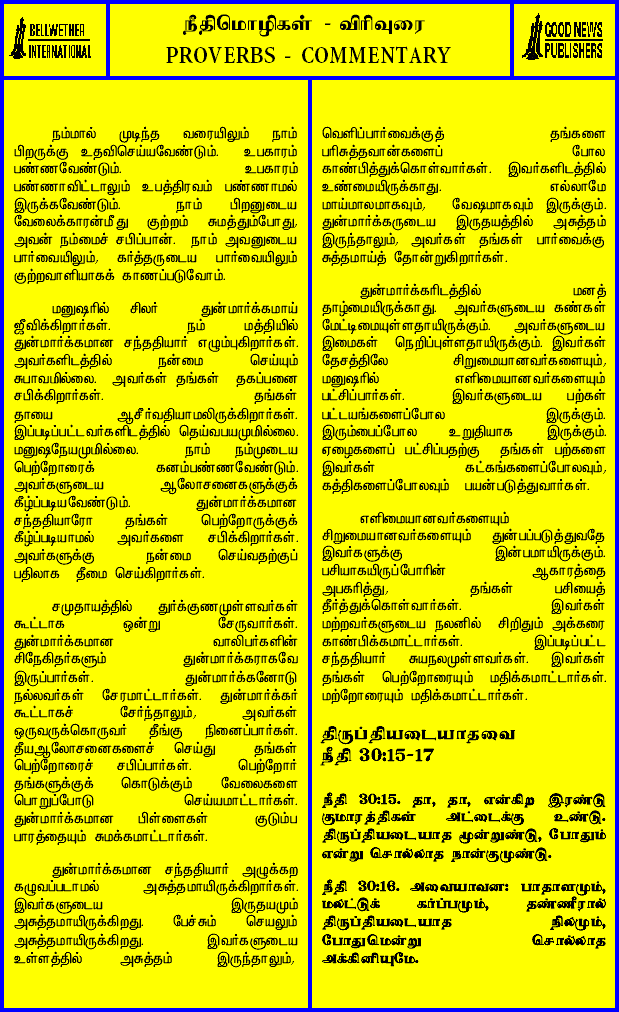 BELLWETHER
INTERNATIONAL
நீதிமொழிகள் - விரிவுரை
PROVERBS - COMMENTARY
GOOD NEWS
PUBLISHERS
நம்மால் முடிந்த வரையிலும் நாம்
பிறருக்கு உதவிசெய்யவேண்டும். உபகாரம்
பண்ணவேண்டும். உபகாரம்
பண்ணாவிட்டாலும் உபத்திரவம் பண்ணாமல்
இருக்கவேண்டும். நாம் பிறனுடைய
வேலைக்காரன்மீது குற்றம் சுமத்தும்போது,
அவன் நம்மைச் சபிப்பான். நாம் அவனுடைய
பார்வையிலும், கர்த்தருடைய பார்வையிலும்
குற்றவாளியாகக் காணப்படுவோம்.
மனுஷரில் சிலர் துன்மார்க்கமாய்
ஜீவிக்கிறார்கள். நம் மத்தியில்
துன்மார்க்கமான சந்ததியார் எழும்புகிறார்கள்.
அவர்களிடத்தில் நன்மை செய்யும்
சுபாவமில்லை. அவர்கள் தங்கள் தகப்பனை
சபிக்கிறார்கள். தங்கள்
தாயை ஆசீர்வதியாமலிருக்கிறார்கள்.
இப்படிப்பட்டவர்களிடத்தில் தெய்வபயமுமில்லை.
மனுஷநேயமுமில்லை. நாம் நம்முடைய
பெற்றோரைக் கனம்பண்ணவேண்டும்.
அவர்களுடைய ஆலோசனைகளுக்குக்
கீழ்ப்படியவேண்டும். துன்மார்க்கமான
சந்ததியாரோ தங்கள் பெற்றோருக்குக்
கீழ்ப்படியாமல் அவர்களை சபிக்கிறார்கள்.
அவர்களுக்கு நன்மை செய்வதற்குப்
பதிலாக தீமை செய்கிறார்கள்.
சமுதாயத்தில் துர்க்குணமுள்ளவர்கள்
கூட்டாக ஒன்று சேருவார்கள்.
துன்மார்க்கமான வாலிபர்களின்
சிநேகிதர்களும் துன்மார்க்கராகவே
இருப்பார்கள். துன்மார்க்கனோடு
நல்லவர்கள் சேரமாட்டார்கள். துன்மார்க்கர்
கூட்டாகச் சேர்ந்தாலும், அவர்கள்
ஒருவருக்கொருவர் தீங்கு நினைப்பார்கள்.
தீயஆலோசனைகளைச் செய்து தங்கள்
பெற்றோரைச் சபிப்பார்கள். பெற்றோர்
தங்களுக்குக் கொடுக்கும் வேலைகளை
பொறுப்போடு செய்யமாட்டார்கள்.
துன்மார்க்கமான பிள்ளைகள் குடும்ப
பாரத்தையும் சுமக்கமாட்டார்கள்.
துன்மார்க்கமான சந்ததியார் அழுக்கற
கழுவப்படாமல் அசுத்தமாயிருக்கிறார்கள்.
இவர்களுடைய இருதயமும்
அசுத்தமாயிருக்கிறது. பேச்சும் செயலும்
அசுத்தமாயிருக்கிறது. இவர்களுடைய
உள்ளத்தில் அசுத்தம் இருந்தாலும்,
வெளிப்பார்வைக்குத் தங்களை
பரிசுத்தவான்களைப் போல
காண்பித்துக்கொள்வார்கள். இவர்களிடத்தில்
உண்மையிருக்காது. எல்லாமே
மாய்மாலமாகவும், வேஷமாகவும் இருக்கும்.
துன்மார்க்கருடைய இருதயத்தில் அசுத்தம்
இருந்தாலும், அவர்கள் தங்கள் பார்வைக்கு
சுத்தமாய்த் தோன்றுகிறார்கள்.
துன்மார்க்கரிடத்தில் மனத்
தாழ்மையிருக்காது. அவர்களுடைய கண்கள்
மேட்டிமையுள்ளதாயிருக்கும். அவர்களுடைய
இமைகள் நெறிப்புள்ளதாயிருக்கும். இவர்கள்
தேசத்திலே சிறுமையானவர்களையும்,
மனுஷரில் எளிமையானவர்களையும்
பட்சிப்பார்கள். இவர்களுடைய பற்கள்
பட்டயங்களைப்போல இருக்கும்.
இரும்பைப்போல உறுதியாக இருக்கும்.
ஏழைகளைப் பட்சிப்பதற்கு தங்கள் பற்களை
இவர்கள் கட்கங்களைப்போலவும்,
கத்திகளைப்போலவும் பயன்படுத்துவார்கள்.
எளிமையானவர்களையும்
சிறுமையானவர்களையும் துன்பப்படுத்துவதே
இவர்களுக்கு இன்பமாயிருக்கும்.
பசியாகயிருப்போரின் ஆகாரத்தை
அபகரித்து, தங்கள் பசியைத்
தீர்த்துக்கொள்வார்கள். இவர்கள்
மற்றவர்களுடைய நலனில் சிறிதும் அக்கரை
காண்பிக்கமாட்டார்கள். இப்படிப்பட்ட
சந்ததியார் சுயநலமுள்ளவர்கள். இவர்கள்
தங்கள் பெற்றோரையும் மதிக்கமாட்டார்கள்.
மற்றோரையும் மதிக்கமாட்டார்கள்.
திருப்தியடையாதவை
நீதி 30:15-17
நீதி 30:15. தா, தா, என்கிற இரண்டு
குமாரத்திகள் அட்டைக்கு உண்டு.
திருப்தியடையாத மூன்றுண்டு, போதும்
என்று சொல்லாத நான்குமுண்டு.
நீதி 30:16. அவையாவன: பாதாளமும்,
மலட்டுக் கர்ப்பமும், தண்ணீரால்
திருப்தியடையாத நிலமும்,
போதுமென்று சொல்லாத
அக்கினியுமே.